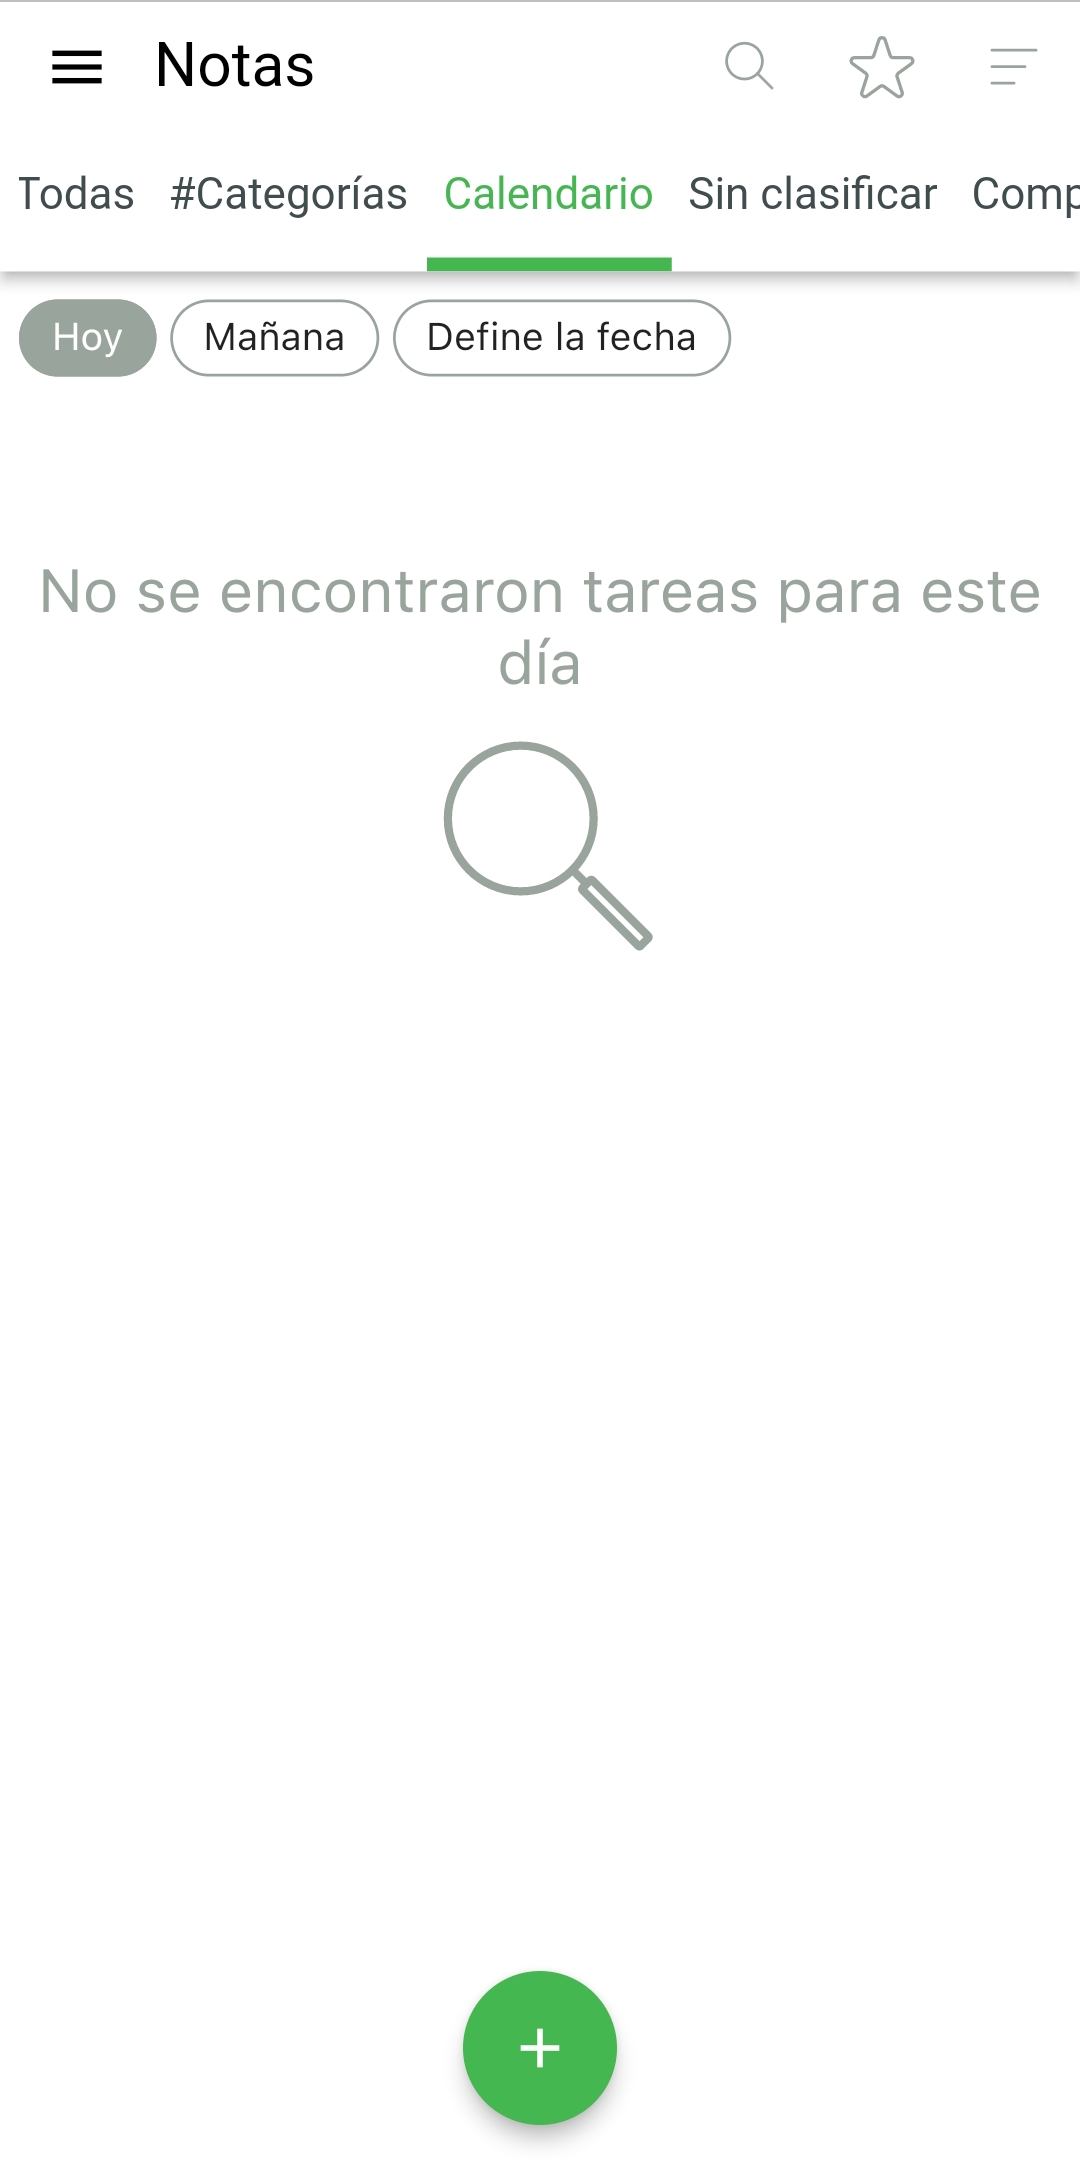 Notas
Todas #Categorías Calendario Sin clasificar Comp
Hoy Mañana Define la fecha
No se encontraron tareas para este
día
+